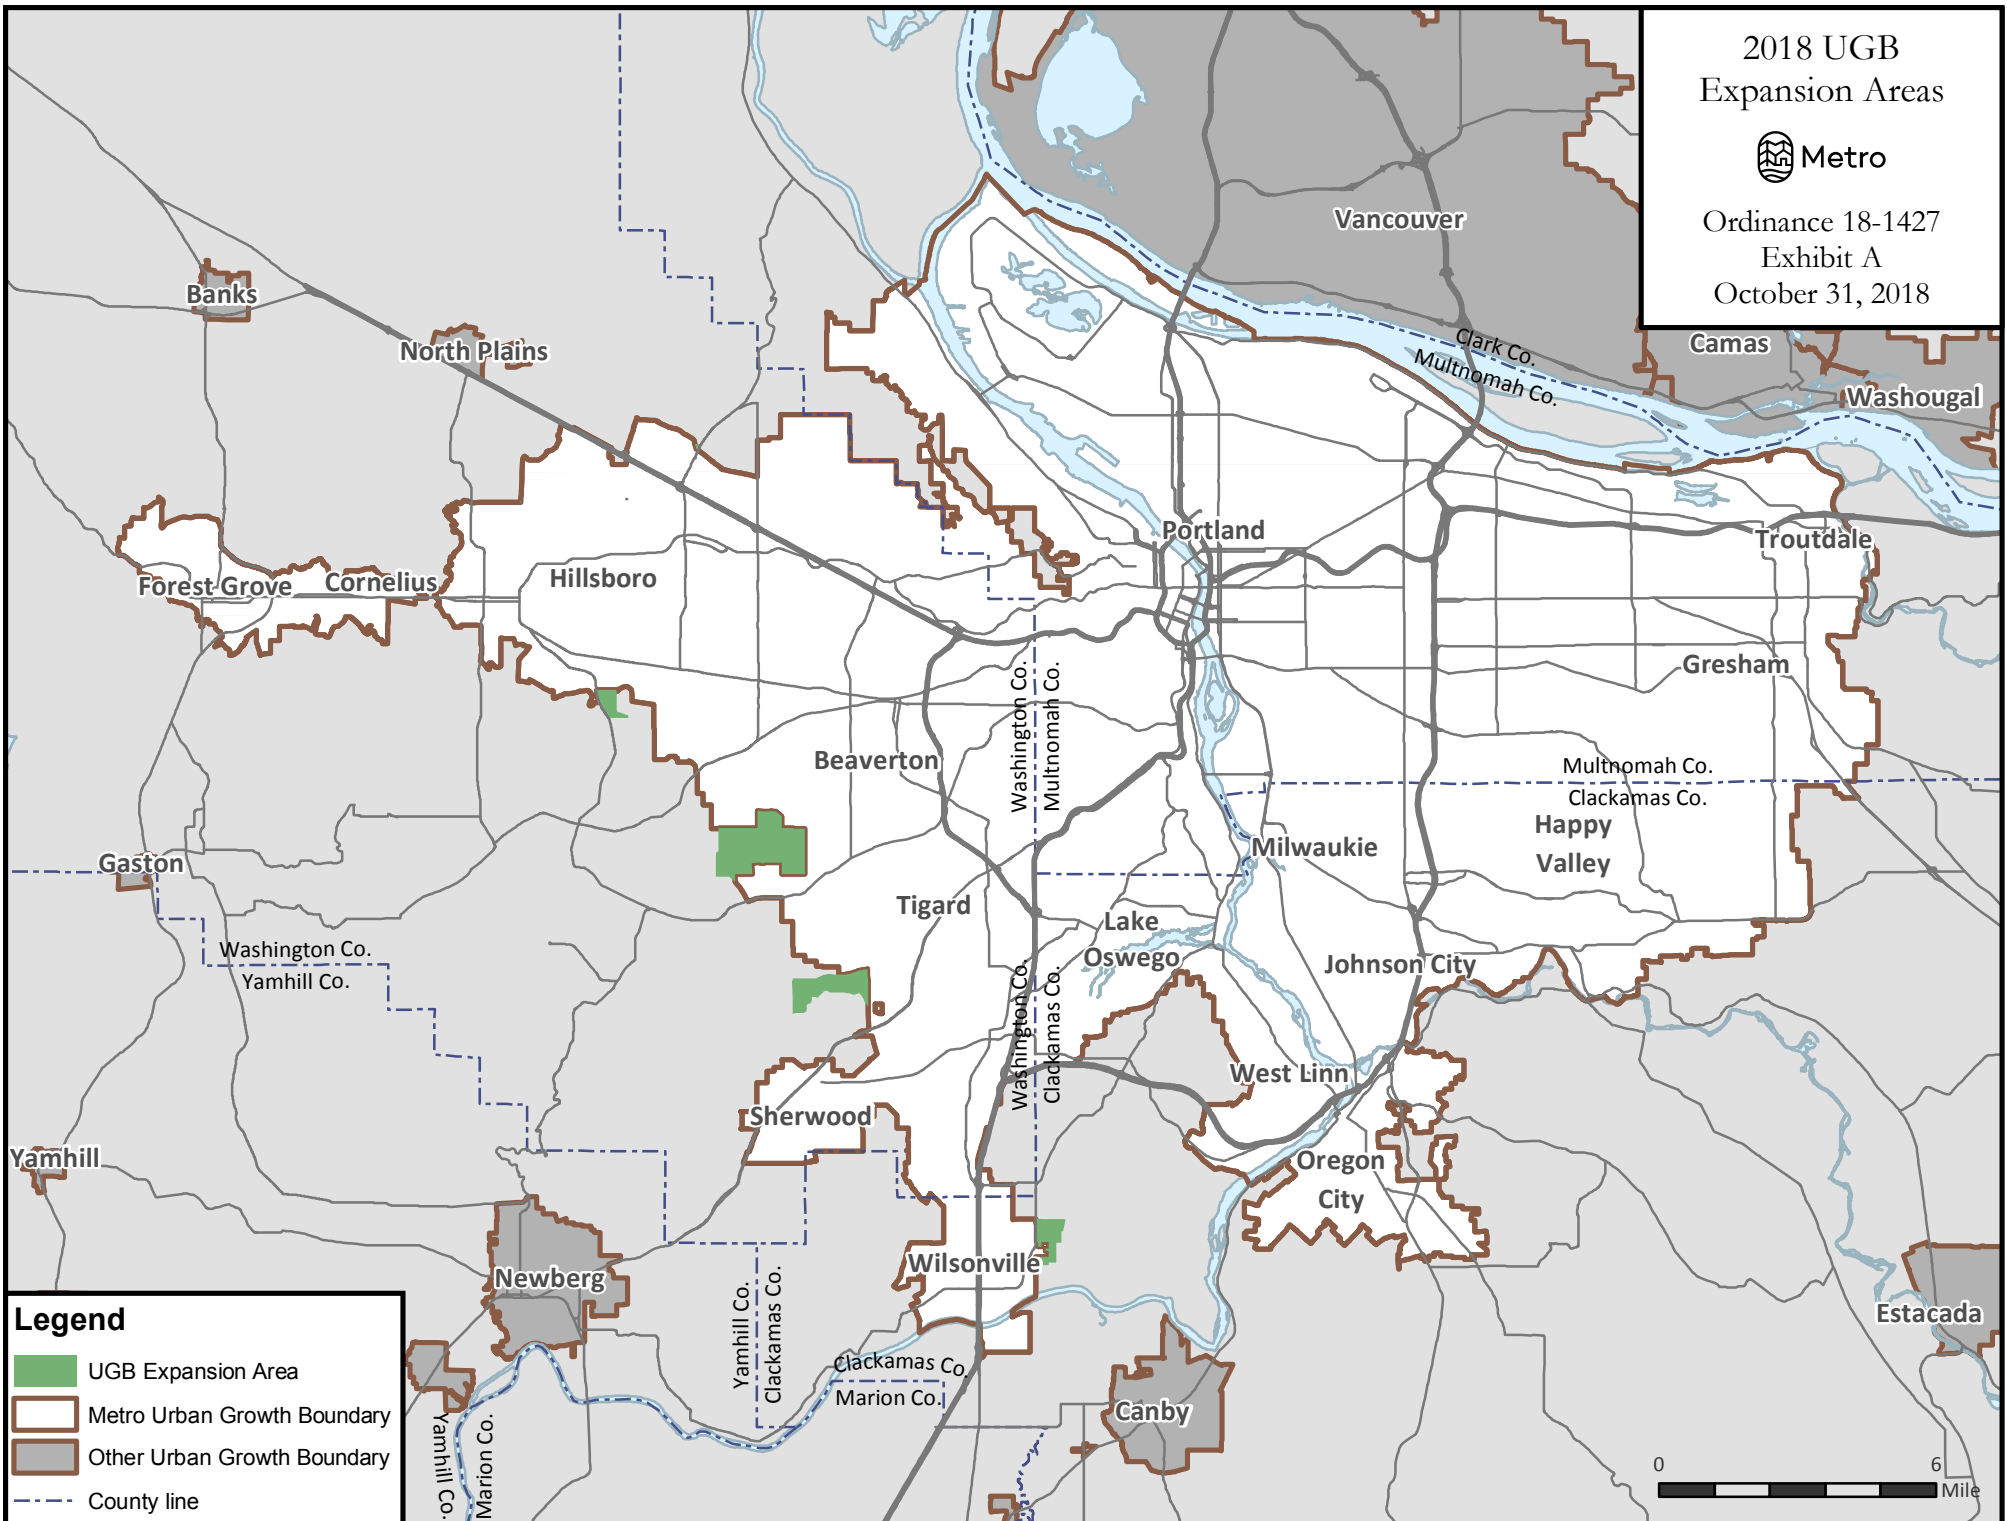 2018 UGB
Expansion Areas
Metro
Ordinance 18-1427
Exhibit A
October 31, 2018
Vancouver
Banks
North Plains
Clark Co.
Multnomah Co.
Camas
Washougal
Portland
Troutdale
Forest Grove
Cornelius
Hillsboro
Gresham
Washington Co.
Multnomah Co.
Beaverton
Multnomah Co.
Clackamas Co.
Happy
Valley
Milwaukie
Gaston
Tigard
Lake
Oswego
Washington Co.
Yamhill Co.
Johnson City
Washington Co.
Clackamas Co.
West Linn
Sherwood
Yamhill
Oregon
City
Wilsonville
Newberg
Yamhill Co.
Clackamas Co.
Estacada
Clackamas Co.
Marion Co.
Canby
Yamhill Co.
Marion Co.
Legend
UGB Expansion Area
Metro Urban Growth Boundary
Other Urban Growth Boundary
County line
0 6
Mile